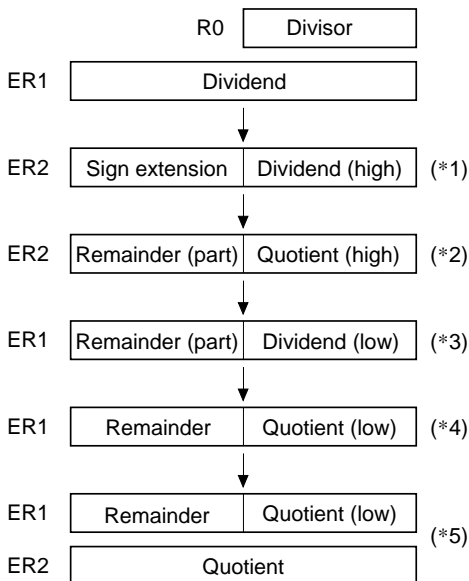 R0 Divisor
ER1 Dividend
ER2 Sign extension Dividend (high) (*1)
ER2 Remainder (part) Quotient (high) (*2)
ER1 Remainder (part) Dividend (low) (*3)
ER1 Remainder Quotient (low) (*4)
ER1 Remainder Quotient (low)
(*5)
ER2 Quotient